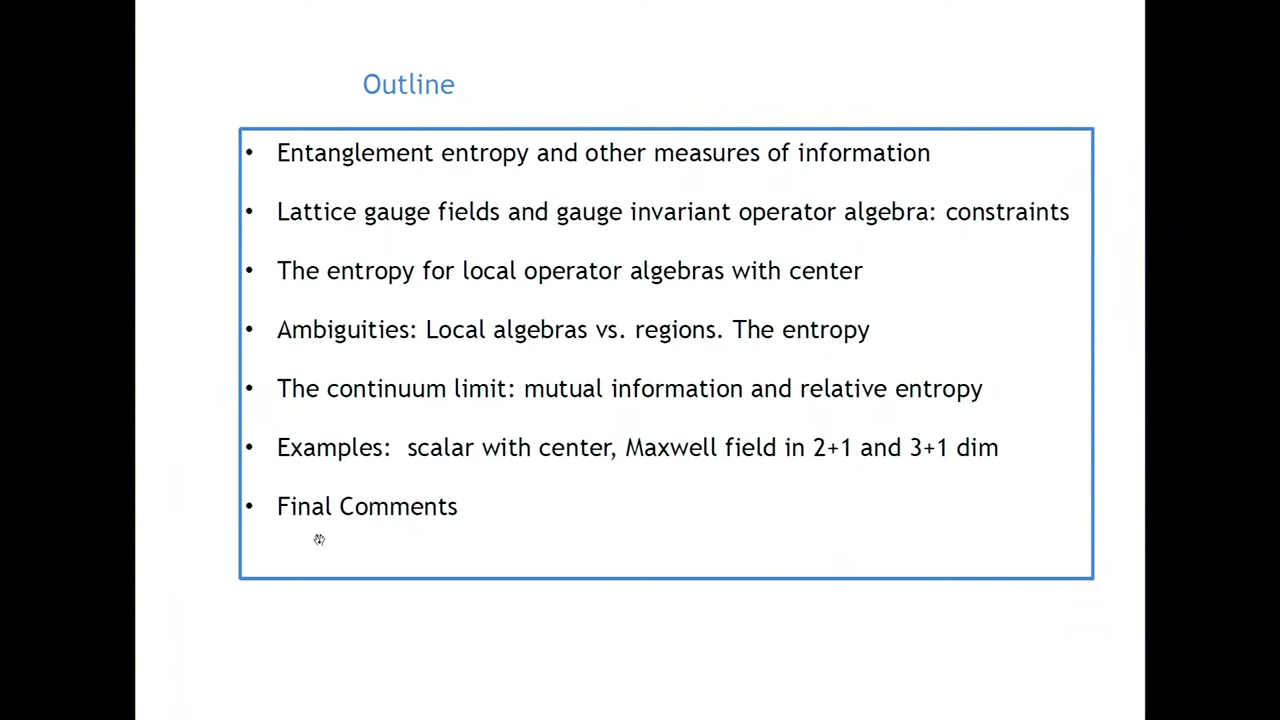 Outline
• Entanglement entropy and other measures of information
• Lattice gauge fields and gauge invariant operator algebra: constraints
• The entropy for local operator algebras with center
• Ambiguities: Local algebras vs. regions. The entropy
• The continuum limit: mutual information and relative entropy
• Examples:  scalar with center, Maxwell field in 2+1 and 3+1 dim
• Final Comments